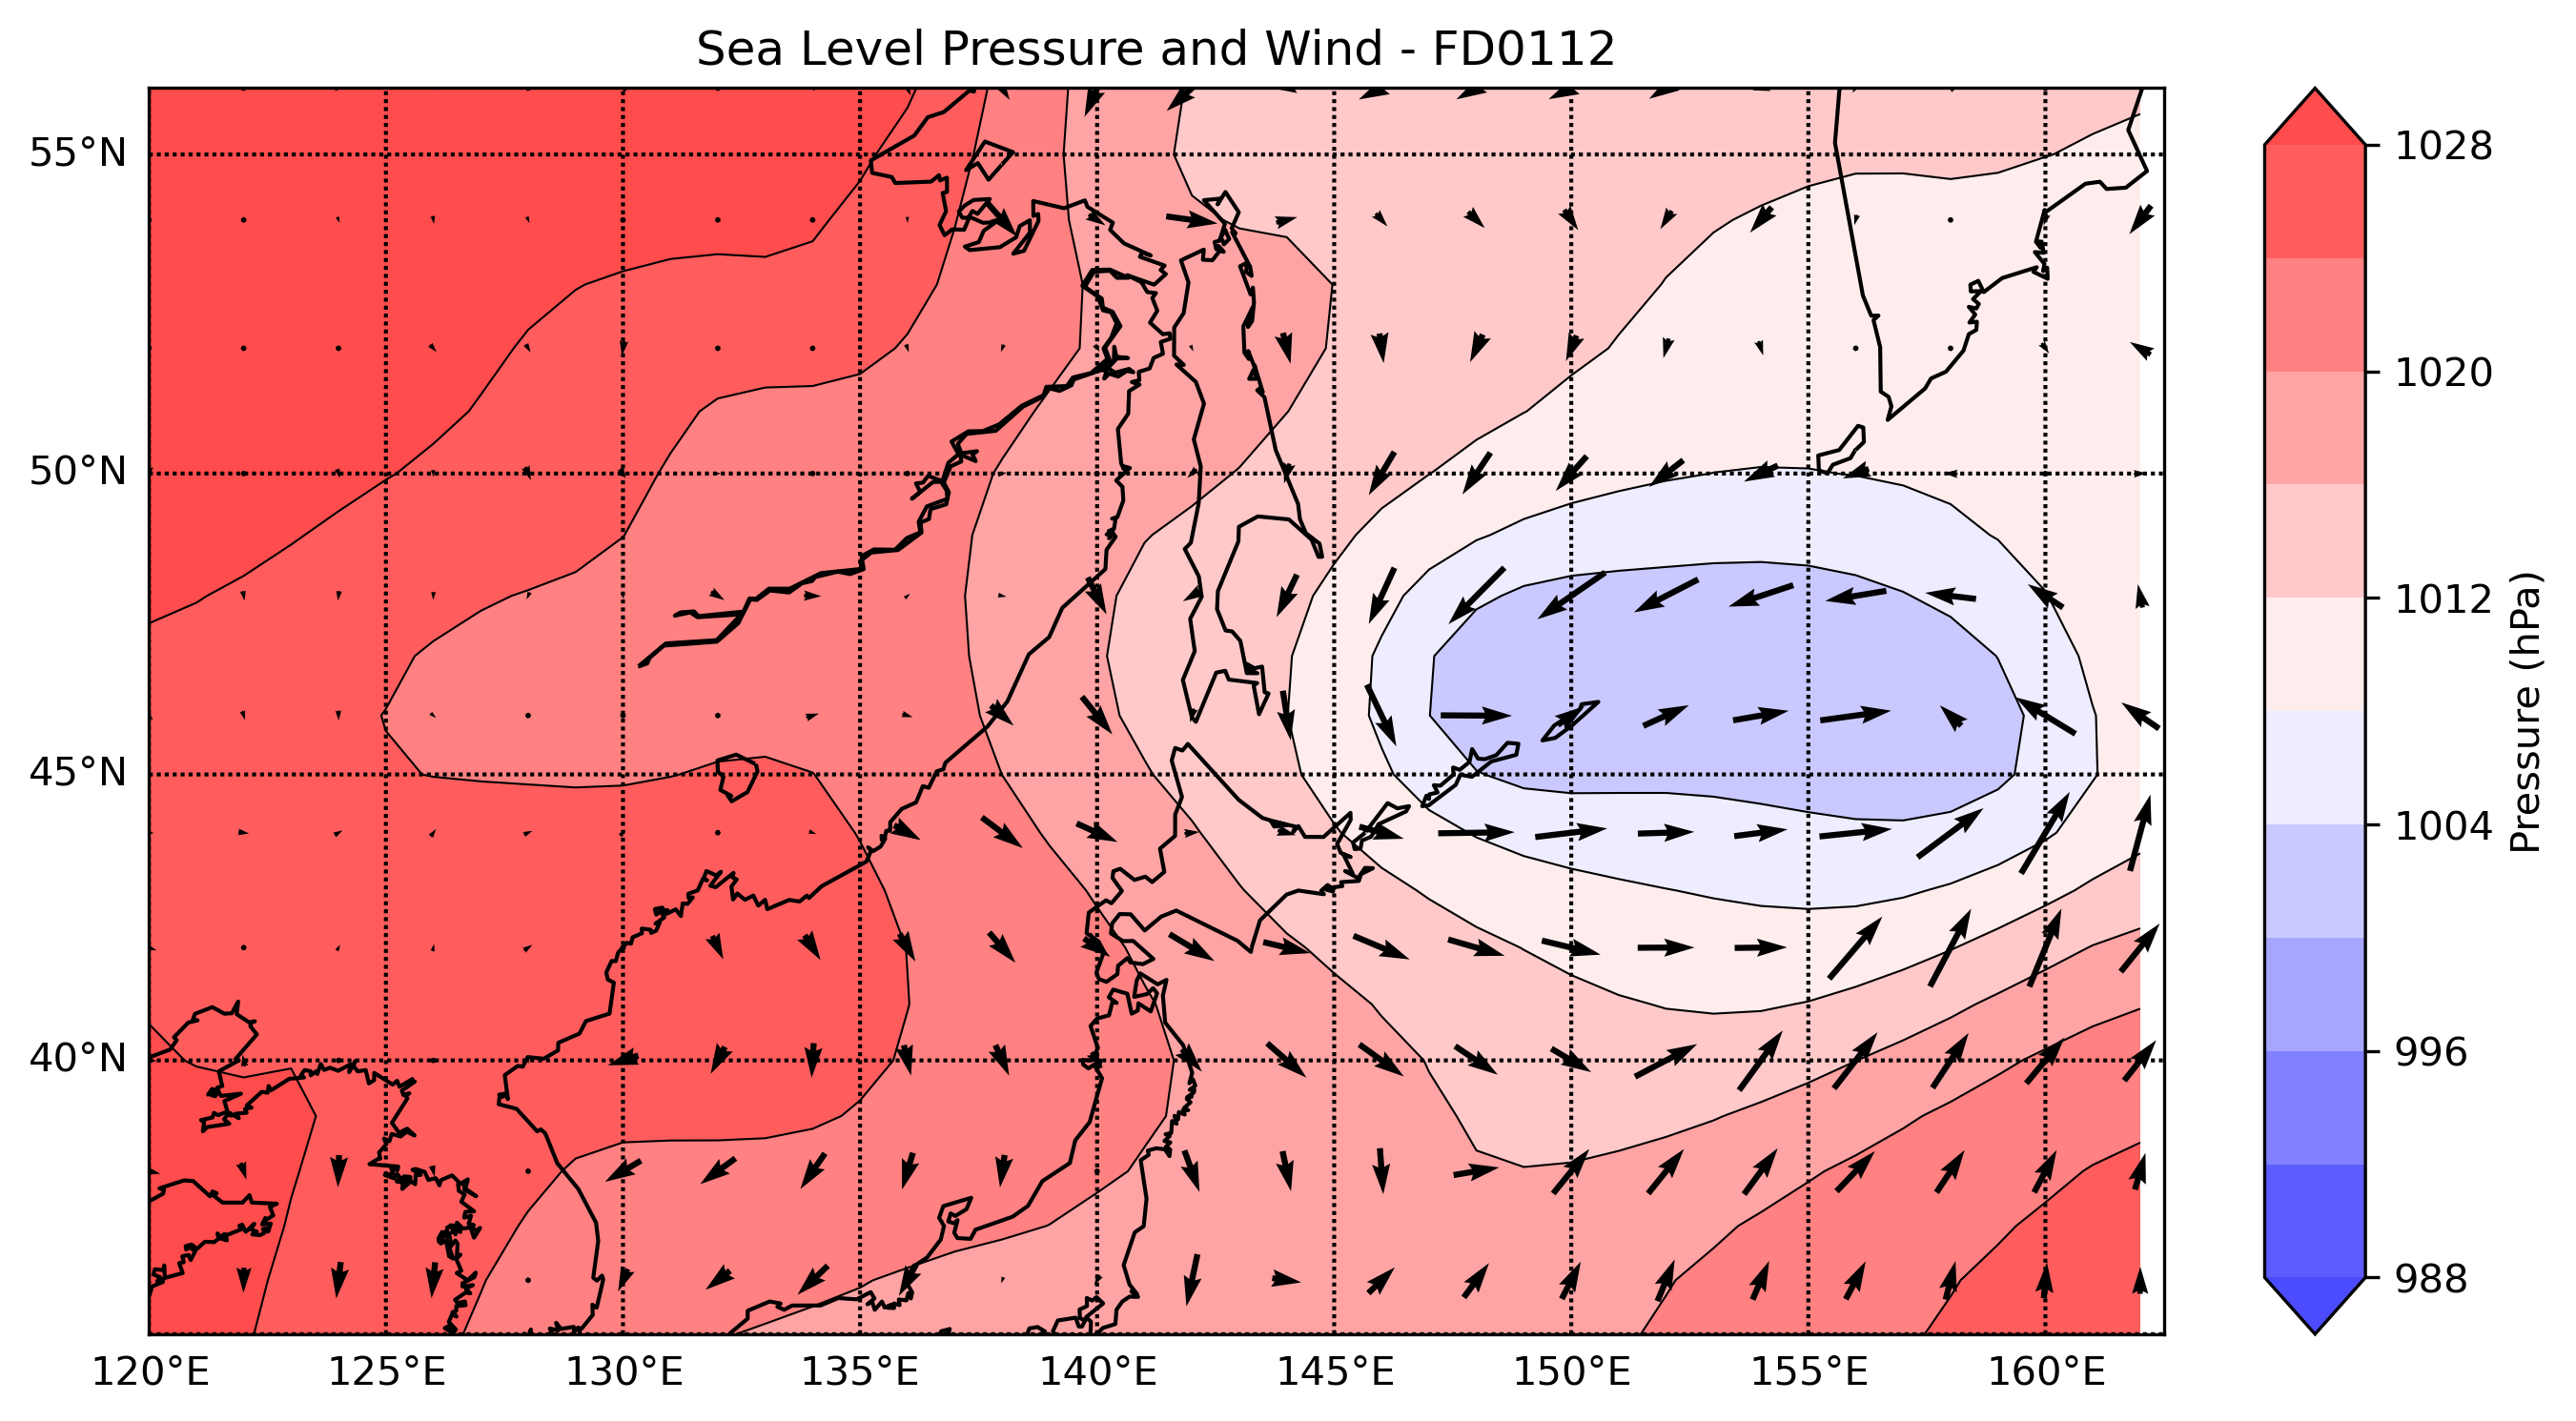 Sea Level Pressure and Wind - FD0112
55°N
50°N
45°N
40°N
120°E 125°E 130°E 135°E 140°E 145°E 150°E 155°E 160°E
1028
1020
1012
1004
996
988
Pressure (hPa)